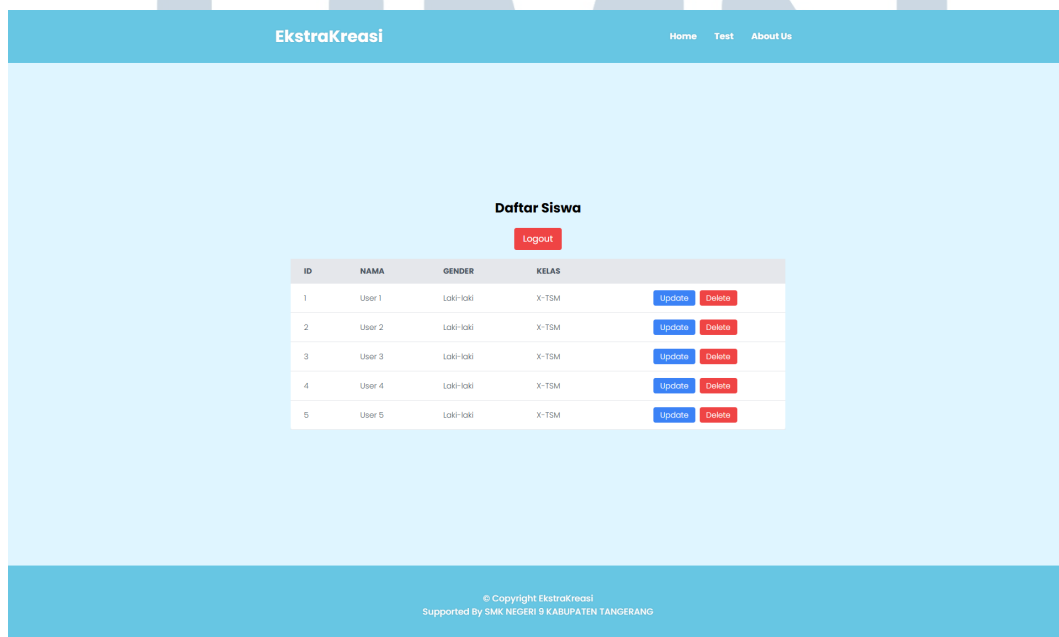 EkstraKreasi Home Test About Us
Daftar Siswa
Logout
ID NAMA GENDER KELAS
1 User 1 Laki-laki X-TSM Update Delete
2 User 2 Laki-laki X-TSM Update Delete
3 User 3 Laki-laki X-TSM Update Delete
4 User 4 Laki-laki X-TSM Update Delete
5 User 5 Laki-laki X-TSM Update Delete
© Copyright EkstraKreasi
Supported By SMK NEGERI 9 KABUPATEN TANGERANG